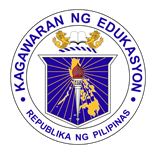 KAGAWARAN NG EDUKASYON
REPUBLIKA NG PILIPINAS